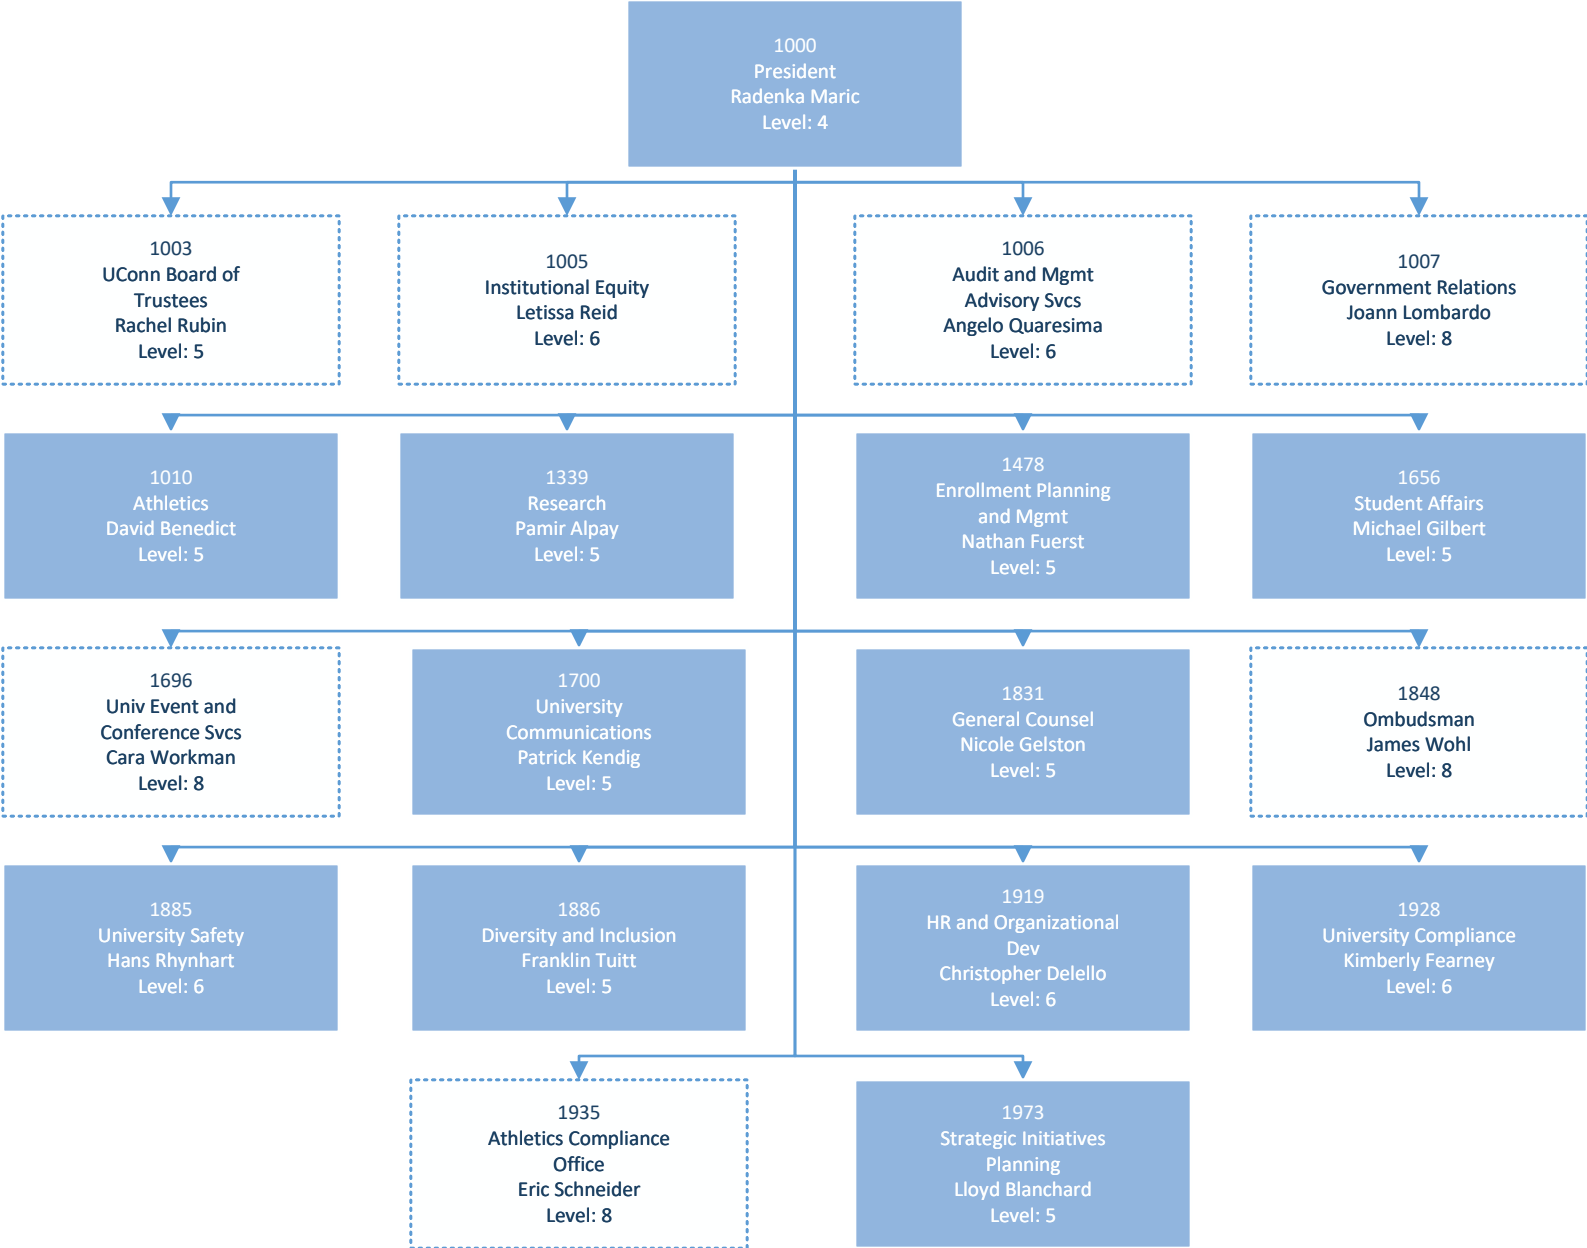 1000
President
Radenka Maric
Level: 4
1003
UConn Board of
Trustees
Rachel Rubin
Level: 5
1005
Institutional Equity
Letissa Reid
Level: 6
1006
Audit and Mgmt
Advisory Svcs
Angelo Quaresima
Level: 6
1007
Government Relations
Joann Lombardo
Level: 8
1010
Athletics
David Benedict
Level: 5
1339
Research
Pamir Alpay
Level: 5
1478
Enrollment Planning
and Mgmt
Nathan Fuerst
Level: 5
1656
Student Affairs
Michael Gilbert
Level: 5
1696
Univ Event and
Conference Svcs
Cara Workman
Level: 8
1700
University
Communications
Patrick Kendig
Level: 5
1831
General Counsel
Nicole Gelston
Level: 5
1848
Ombudsman
James Wohl
Level: 8
1885
University Safety
Hans Rhynhart
Level: 6
1886
Diversity and Inclusion
Franklin Tuitt
Level: 5
1919
HR and Organizational
Dev
Christopher Delello
Level: 6
1928
University Compliance
Kimberly Fearney
Level: 6
1935
Athletics Compliance
Office
Eric Schneider
Level: 8
1973
Strategic Initiatives
Planning
Lloyd Blanchard
Level: 5